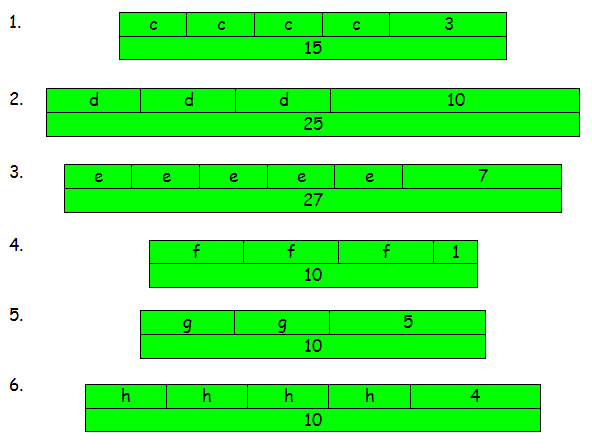 1. c c c c 3
15
2. d d d 10
25
3. e e e e e 7
27
4. f f f 1
10
5. g g 5
10
6. h h h h 4
10